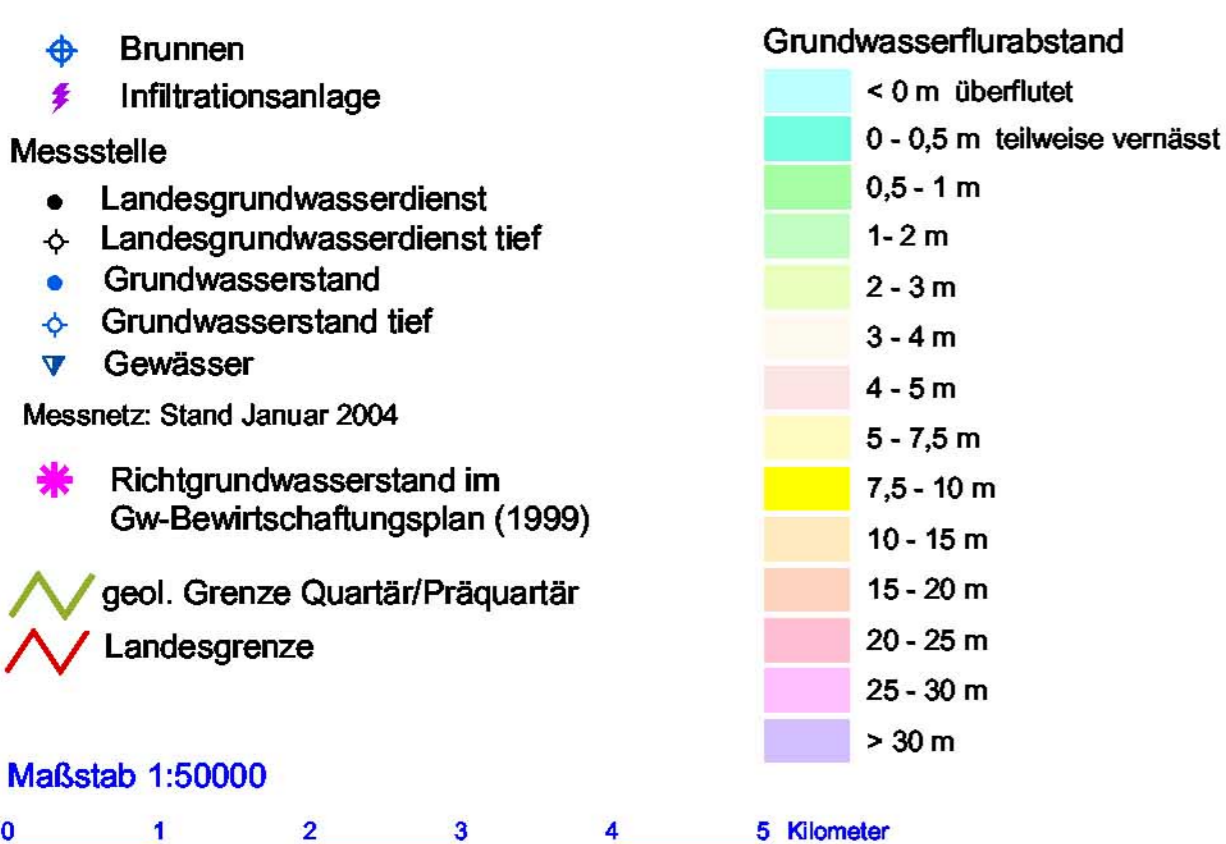 Brunnen
Infiltrationsanlage
Messstelle
Landesgrundwasserdienst
Landesgrundwasserdienst tief
Grundwasserstand
Grundwasserstand tief
Gewässer
Messnetz: Stand Januar 2004
Richtgrundwasserstand im
Gw-Bewirtschaftungsplan (1999)
geol. Grenze Quartär/Präquartär
Landesgrenze
Grundwasserflurabstand
< 0 m überflutet
0 - 0,5 m teilweise vernässt
0,5 - 1 m
1- 2 m
2 - 3 m
3 - 4 m
4 - 5 m
5 - 7,5 m
7,5 - 10 m
10 - 15 m
15 - 20 m
20 - 25 m
25 - 30 m
> 30 m
Maßstab 1:50000
0 1 2 3 4 5 Kilometer